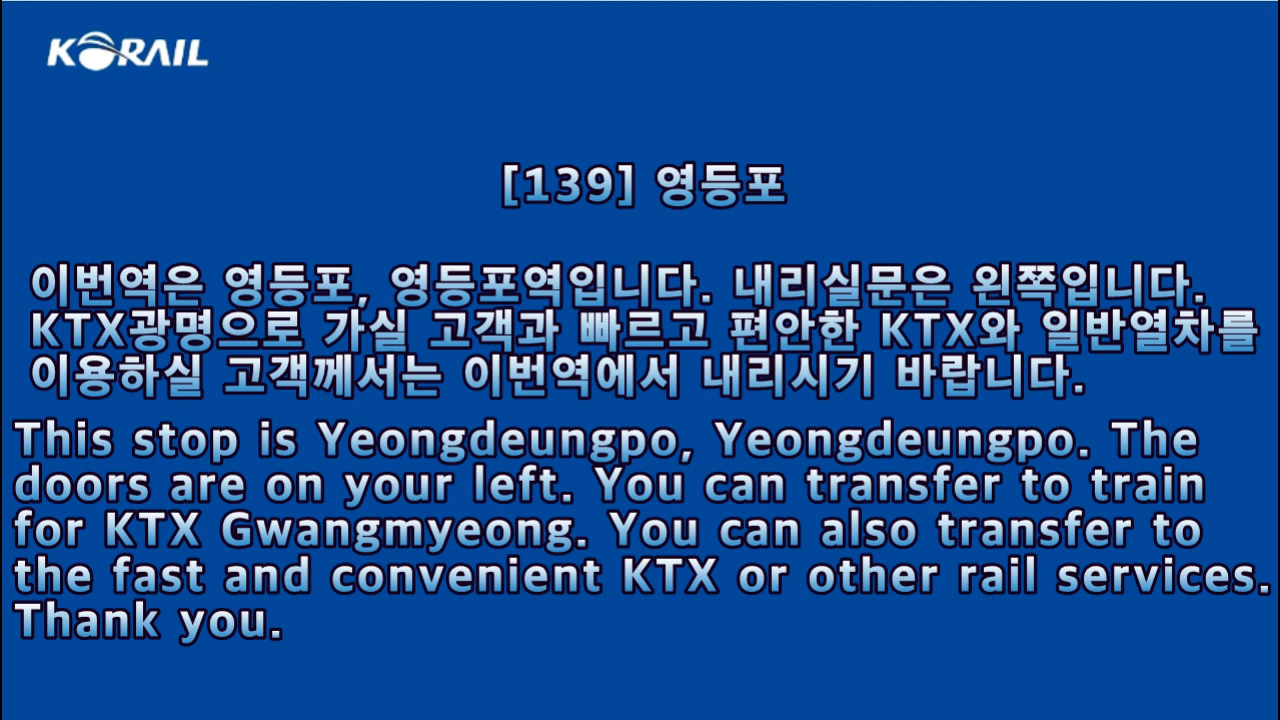 KORAIL
[139] 영등포
이번역은 영등포, 영등포역입니다. 내리실문은 왼쪽입니다.
KTX광명으로 가실 고객과 빠르고 편안한 KTX와 일반열차를
이용하실 고객께서는 이번역에서 내리시기 바랍니다.
This stop is Yeongdeungpo, Yeongdeungpo. The
doors are on your left. You can transfer to train
for KTX Gwangmyeong. You can also transfer to
the fast and convenient KTX or other rail services.
Thank you.